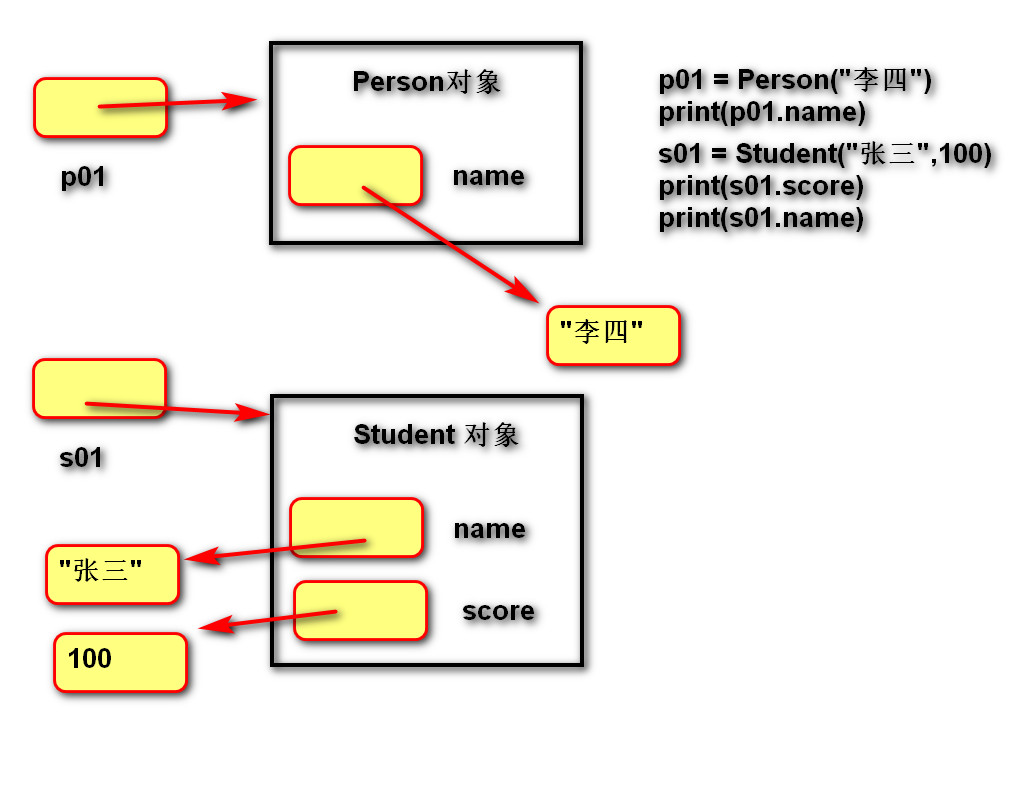 Person对象
p01
name
"李四"
p01 = Person("李四")
print(p01.name)
s01 = Student("张三",100)
print(s01.score)
print(s01.name)
s01
Student 对象
name
"张三"
score
100